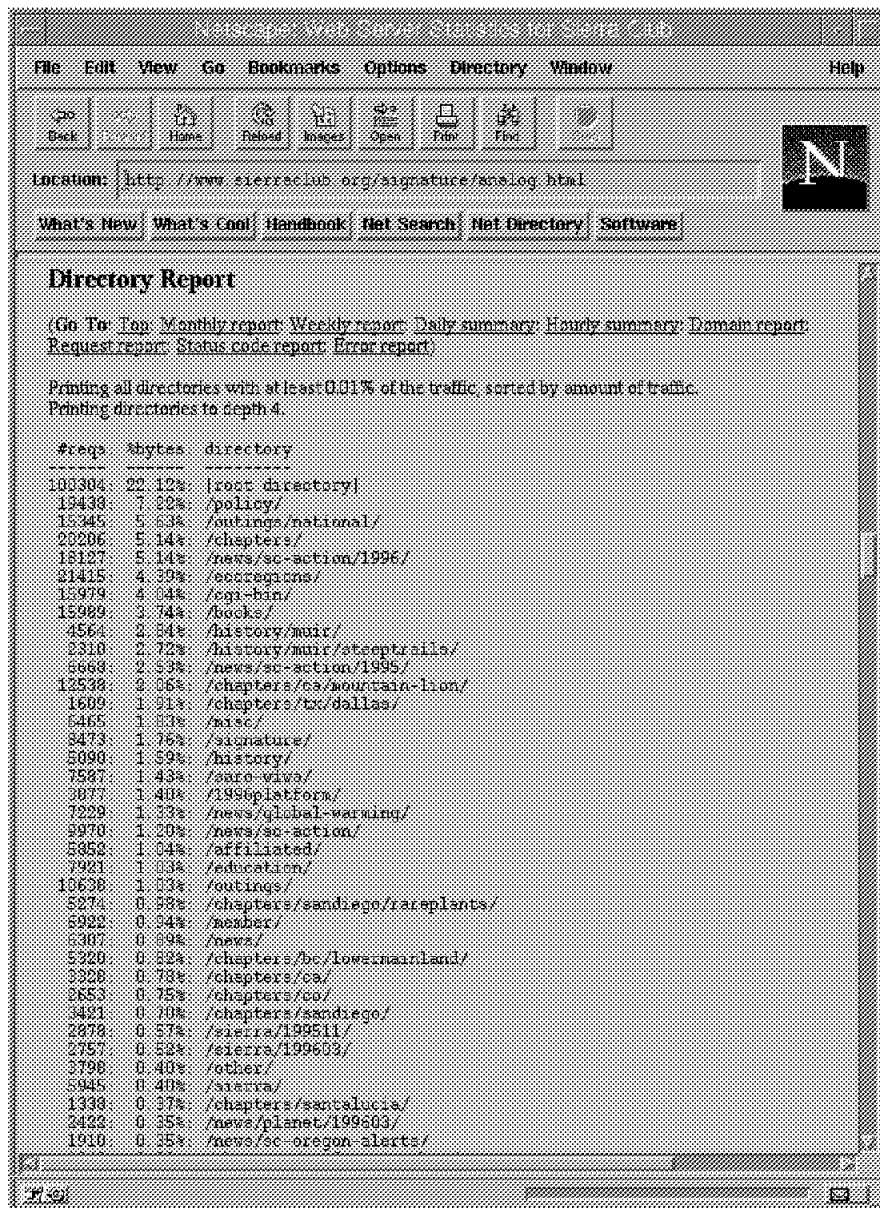 Netscape: Web Server Statistics for Sierra Club
File Edit View Go Bookmarks Options Directory Window Help
Back Home Reload Images Open Print Find
N
Location: http://www.sierraclub.org/signature/analog.html
What's New What's Cool Handbook Net Search Net Directory Software
Directory Report
(Go To: Top: Monthly report: Weekly report: Daily summary: Hourly summary: Domain report:
Request report: Status code report: Error report)
Printing all directories with at least 0.01% of the traffic, sorted by amount of traffic.
Printing directories to depth 4.
#reqs: %bytes: directory
------ ------ ---------
100304: 22.12%: [root directory]
19438: 7.22%: /policy/
15345: 5.63%: /outings/national/
20206: 5.14%: /chapters/
18127: 5.14%: /news/sc-action/1996/
21415: 4.39%: /ecoregions/
15979: 4.04%: /cgi-bin/
15989: 3.74%: /books/
4564: 2.84%: /history/muir/
2310: 2.72%: /history/muir/steeptrails/
6668: 2.53%: /news/sc-action/1995/
12538: 2.06%: /chapters/ca/mountain-lion/
1609: 1.91%: /chapters/tx/dallas/
6465: 1.83%: /misc/
3473: 1.76%: /signature/
5090: 1.59%: /history/
7587: 1.43%: /saro-wiwa/
3077: 1.40%: /1996platform/
7229: 1.33%: /news/global-warming/
9970: 1.20%: /news/sc-action/
5852: 1.04%: /affiliated/
7921: 1.03%: /education/
10638: 1.03%: /outings/
5274: 0.98%: /chapters/sandiego/rareplants/
6922: 0.94%: /member/
6307: 0.89%: /news/
5320: 0.82%: /chapters/bc/lowermainland/
3328: 0.78%: /chapters/ca/
2653: 0.75%: /chapters/co/
3421: 0.70%: /chapters/sandiego/
2878: 0.57%: /sierra/199511/
2757: 0.52%: /sierra/199603/
3798: 0.40%: /other/
5945: 0.40%: /sierra/
1338: 0.37%: /chapters/santalucia/
2422: 0.35%: /news/planet/199603/
1910: 0.35%: /news/sc-oregon-alerts/